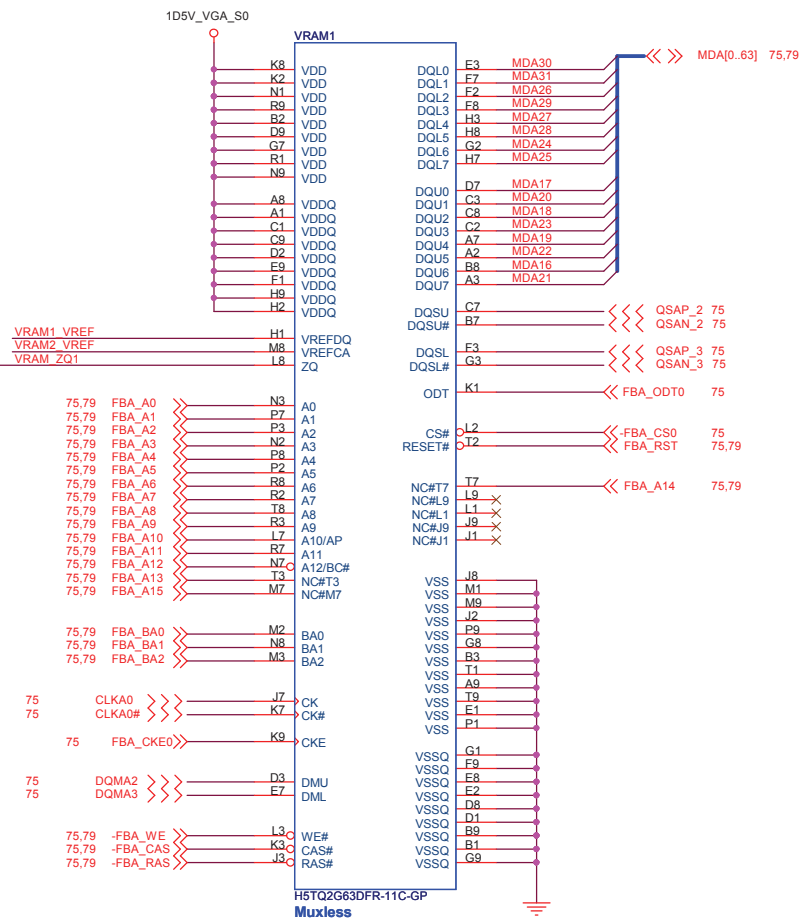 1D5V_VGA_S0
VRAM1
K8 VDD
K2 VDD
N1 VDD
R9 VDD
B2 VDD
D9 VDD
G7 VDD
R1 VDD
N9 VDD
A8 VDDQ
A1 VDDQ
C1 VDDQ
C9 VDDQ
D2 VDDQ
E9 VDDQ
F1 VDDQ
H9 VDDQ
H2 VDDQ
VRAM1_VREF H1 VREFDQ
VRAM2_VREF M8 VREFCA
VRAM_ZQ1 L8 ZQ
75,79 FBA_A0 N3 A0
75,79 FBA_A1 P7 A1
75,79 FBA_A2 P3 A2
75,79 FBA_A3 N2 A3
75,79 FBA_A4 P8 A4
75,79 FBA_A5 P2 A5
75,79 FBA_A6 R8 A6
75,79 FBA_A7 R2 A7
75,79 FBA_A8 T8 A8
75,79 FBA_A9 R3 A9
75,79 FBA_A10 L7 A10/AP
75,79 FBA_A11 R7 A11
75,79 FBA_A12 N7 A12/BC#
75,79 FBA_A13 T3 NC#T3
75,79 FBA_A15 M7 NC#M7
75,79 FBA_BA0 M2 BA0
75,79 FBA_BA1 N8 BA1
75,79 FBA_BA2 M3 BA2
75 CLKA0 J7 CK
75 CLKA0# K7 CK#
75 FBA_CKE0 K9 CKE
75 DQMA2 D3 DMU
75 DQMA3 E7 DML
75,79 -FBA_WE L3 WE#
75,79 -FBA_CAS K3 CAS#
75,79 -FBA_RAS J3 RAS#
DQL0 E3 MDA30
DQL1 F7 MDA31
DQL2 F2 MDA26
DQL3 F8 MDA29
DQL4 H3 MDA27
DQL5 H8 MDA28
DQL6 G2 MDA24
DQL7 H7 MDA25
MDA[0..63] 75,79
DQU0 D7 MDA17
DQU1 C3 MDA20
DQU2 C8 MDA18
DQU3 C2 MDA23
DQU4 A7 MDA19
DQU5 A2 MDA22
DQU6 B8 MDA16
DQU7 A3 MDA21
DQSU C7 QSAP_2 75
DQSU# B7 QSAN_2 75
DQSL F3 QSAP_3 75
DQSL# G3 QSAN_3 75
ODT K1 FBA_ODT0 75
CS# L2 -FBA_CS0 75
RESET# T2 FBA_RST 75,79
NC#T7 T7 FBA_A14 75,79
NC#L9 L9
NC#L1 L1
NC#J9 J9
NC#J1 J1
VSS J8
VSS M1
VSS M9
VSS J2
VSS P9
VSS G8
VSS B3
VSS T1
VSS A9
VSS T9
VSS E1
VSS P1
VSSQ G1
VSSQ F9
VSSQ E8
VSSQ E2
VSSQ D8
VSSQ D1
VSSQ B9
VSSQ B1
VSSQ G9
H5TQ2G63DFR-11C-GP
Muxless